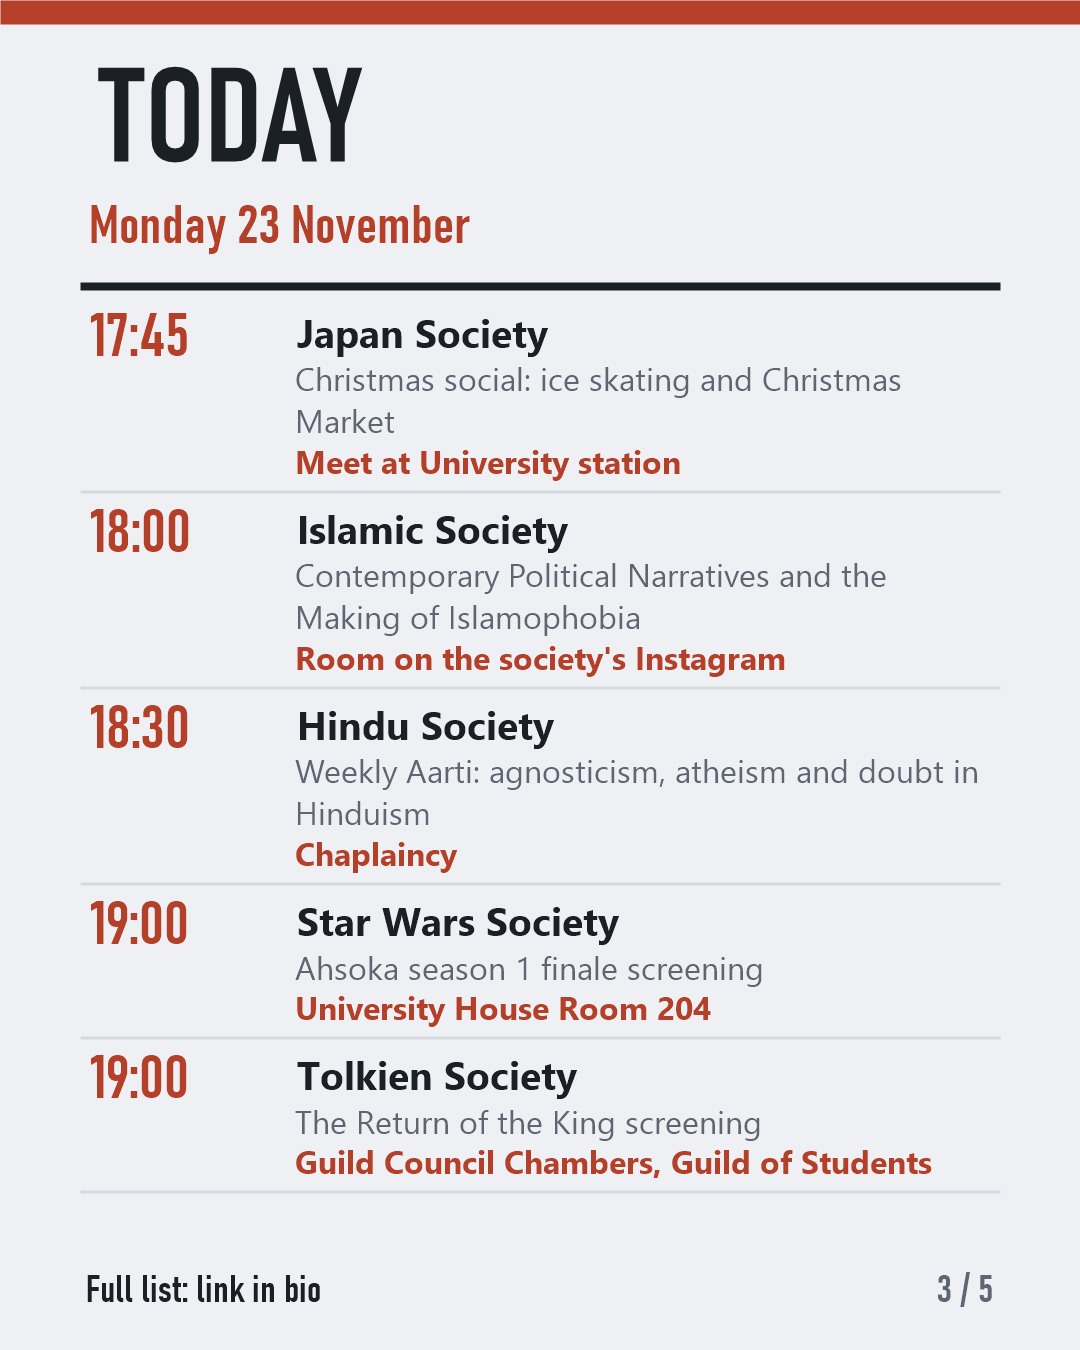 TODAY
Monday 23 November
17:45
Japan Society
Christmas social: ice skating and Christmas
Market
Meet at University station
18:00
Islamic Society
Contemporary Political Narratives and the
Making of Islamophobia
Room on the society's Instagram
18:30
Hindu Society
Weekly Aarti: agnosticism, atheism and doubt in
Hinduism
Chaplaincy
19:00
Star Wars Society
Ahsoka season 1 finale screening
University House Room 204
19:00
Tolkien Society
The Return of the King screening
Guild Council Chambers, Guild of Students
Full list: link in bio
3 / 5